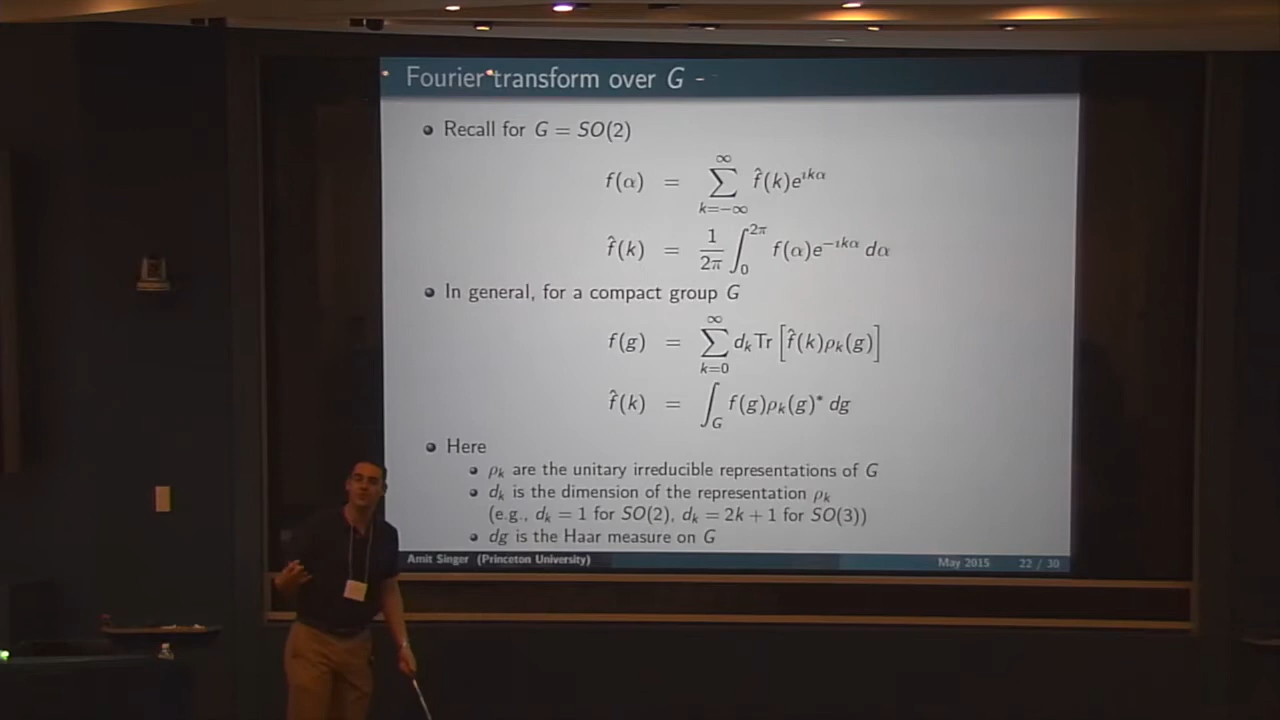 Fourier transform over G -
Recall for G = SO(2)
f(α) = ∑_{k=−∞}^{∞} f̂(k)e^{ıkα}
f̂(k) = \frac{1}{2π} ∫_0^{2π} f(α)e^{−ıkα} dα
In general, for a compact group G
f(g) = ∑_{k=0}^{∞} d_k Tr [f̂(k)ρ_k(g)]
f̂(k) = ∫_G f(g)ρ_k(g)* dg
Here
ρ_k are the unitary irreducible representations of G
d_k is the dimension of the representation ρ_k
(e.g., d_k = 1 for SO(2), d_k = 2k + 1 for SO(3))
dg is the Haar measure on G
Amit Singer (Princeton University) May 2015 22 / 30